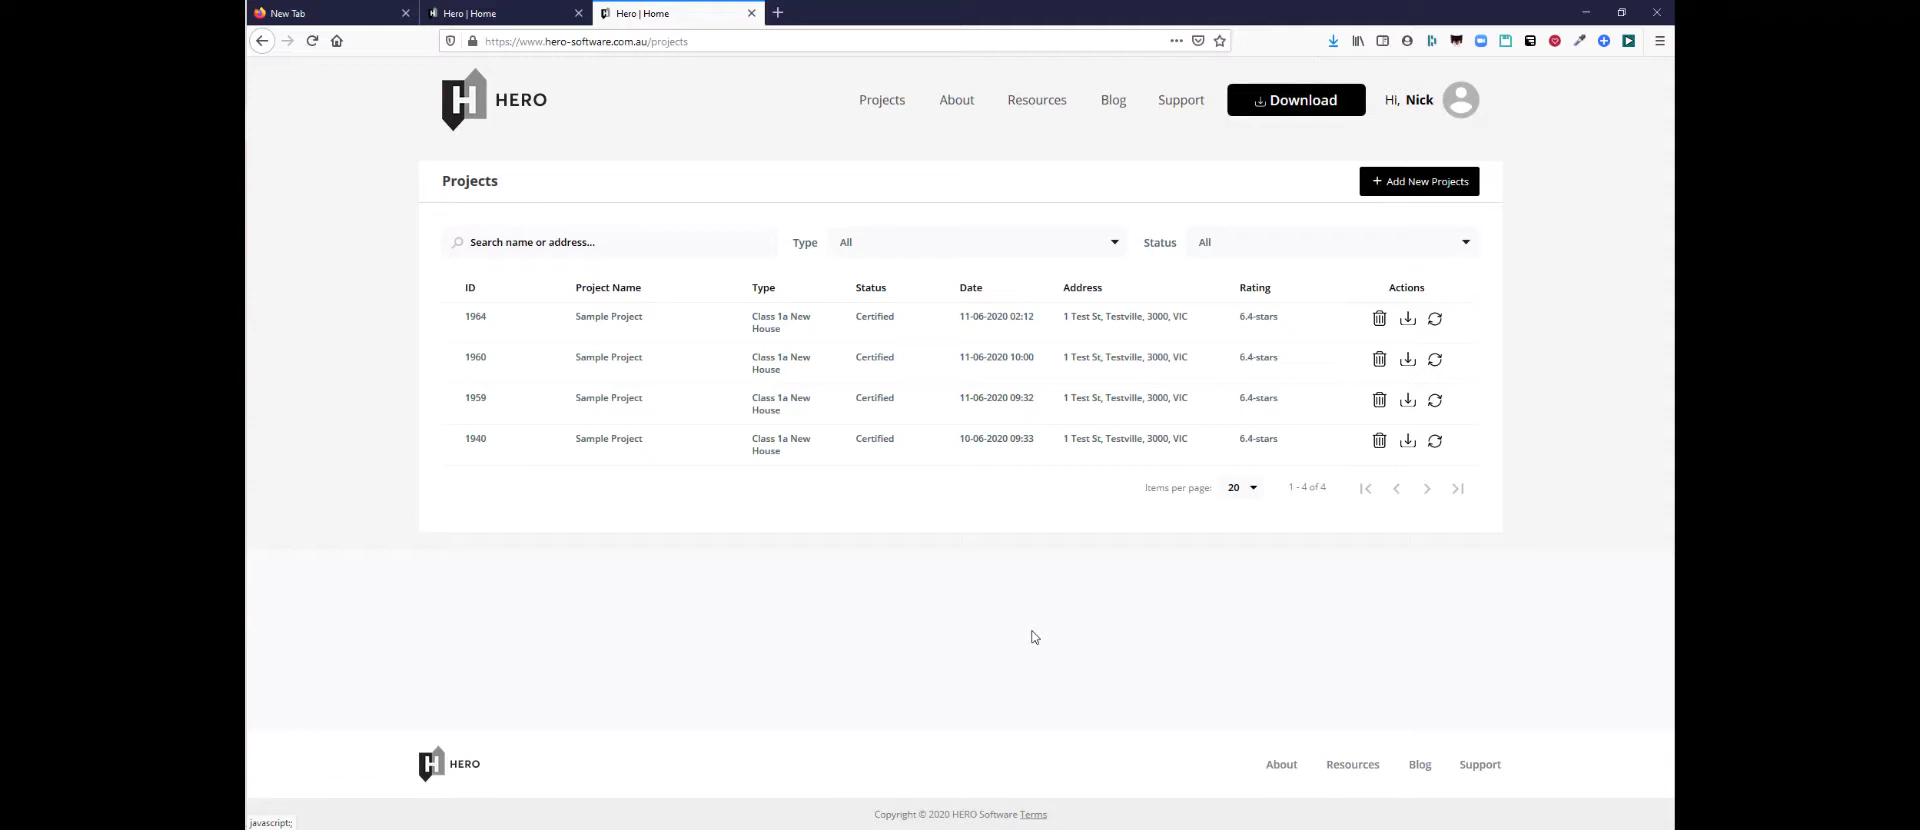 New Tab
Hero | Home
Hero | Home
https://www.hero-software.com.au/projects
H HERO
Projects
About
Resources
Blog
Support
Download
Hi, Nick
Projects
+ Add New Projects
Search name or address...
Type
All
Status
All
ID Project Name Type Status Date Address Rating Actions
1964 Sample Project Class 1a New Certified 11-06-2020 02:12 1 Test St, Testville, 3000, VIC 6.4-stars
House
1960 Sample Project Class 1a New Certified 11-06-2020 10:00 1 Test St, Testville, 3000, VIC 6.4-stars
House
1959 Sample Project Class 1a New Certified 11-06-2020 09:32 1 Test St, Testville, 3000, VIC 6.4-stars
House
1940 Sample Project Class 1a New Certified 10-06-2020 09:33 1 Test St, Testville, 3000, VIC 6.4-stars
House
Items per page: 20 1 - 4 of 4
H HERO
About
Resources
Blog
Support
Copyright © 2020 HERO Software Terms
javascript:;